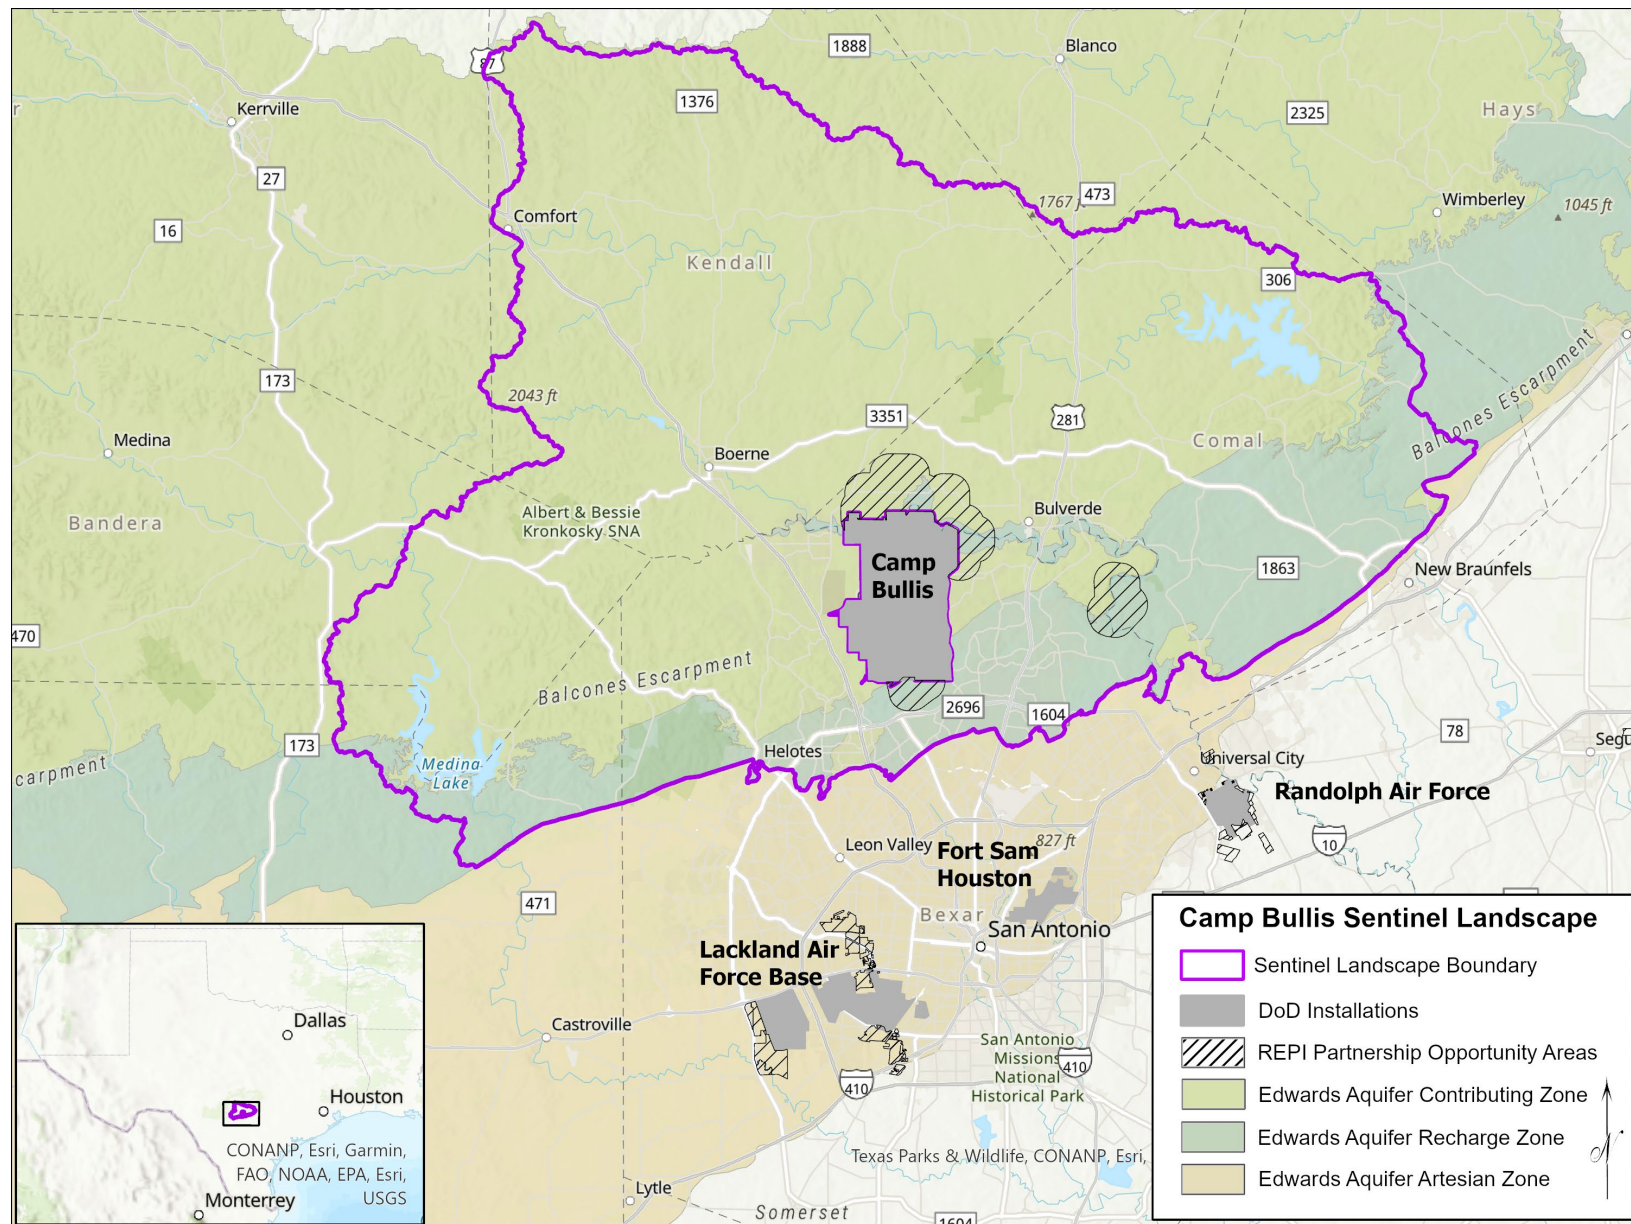 1888
Blanco
87
1376
2325
Hays
Kerrville
r
27
473
1767 f
Wimberley
1045 ft
Comfort
16
Kendall
306
173
2043 ft
3351
281
Medina
Boerne
Comal
Balcones Escarpment
Albert & Bessie
Kronkosky SNA
Bandera
Bulverde
Camp
Bullis
1863
New Braunfels
470
Balcones Escarpment
2696
1604
78
173
Helotes
Segu
carpment
Medina
Lake
Universal City
Randolph Air Force
10
827 ft
Leon Valley
Fort Sam
Houston
471
Bexar
San Antonio
Lackland Air
Force Base
Castroville
San Antonio
Missions
National
Historical Park
410
410
Texas Parks & Wildlife, CONANP, Esri,
Lytle
Somerset
1604
Dallas
Houston
CONANP, Esri, Garmin,
FAO, NOAA, EPA, Esri,
USGS
Monterrey
Camp Bullis Sentinel Landscape
Sentinel Landscape Boundary
DoD Installations
REPI Partnership Opportunity Areas
Edwards Aquifer Contributing Zone
Edwards Aquifer Recharge Zone
Edwards Aquifer Artesian Zone
N